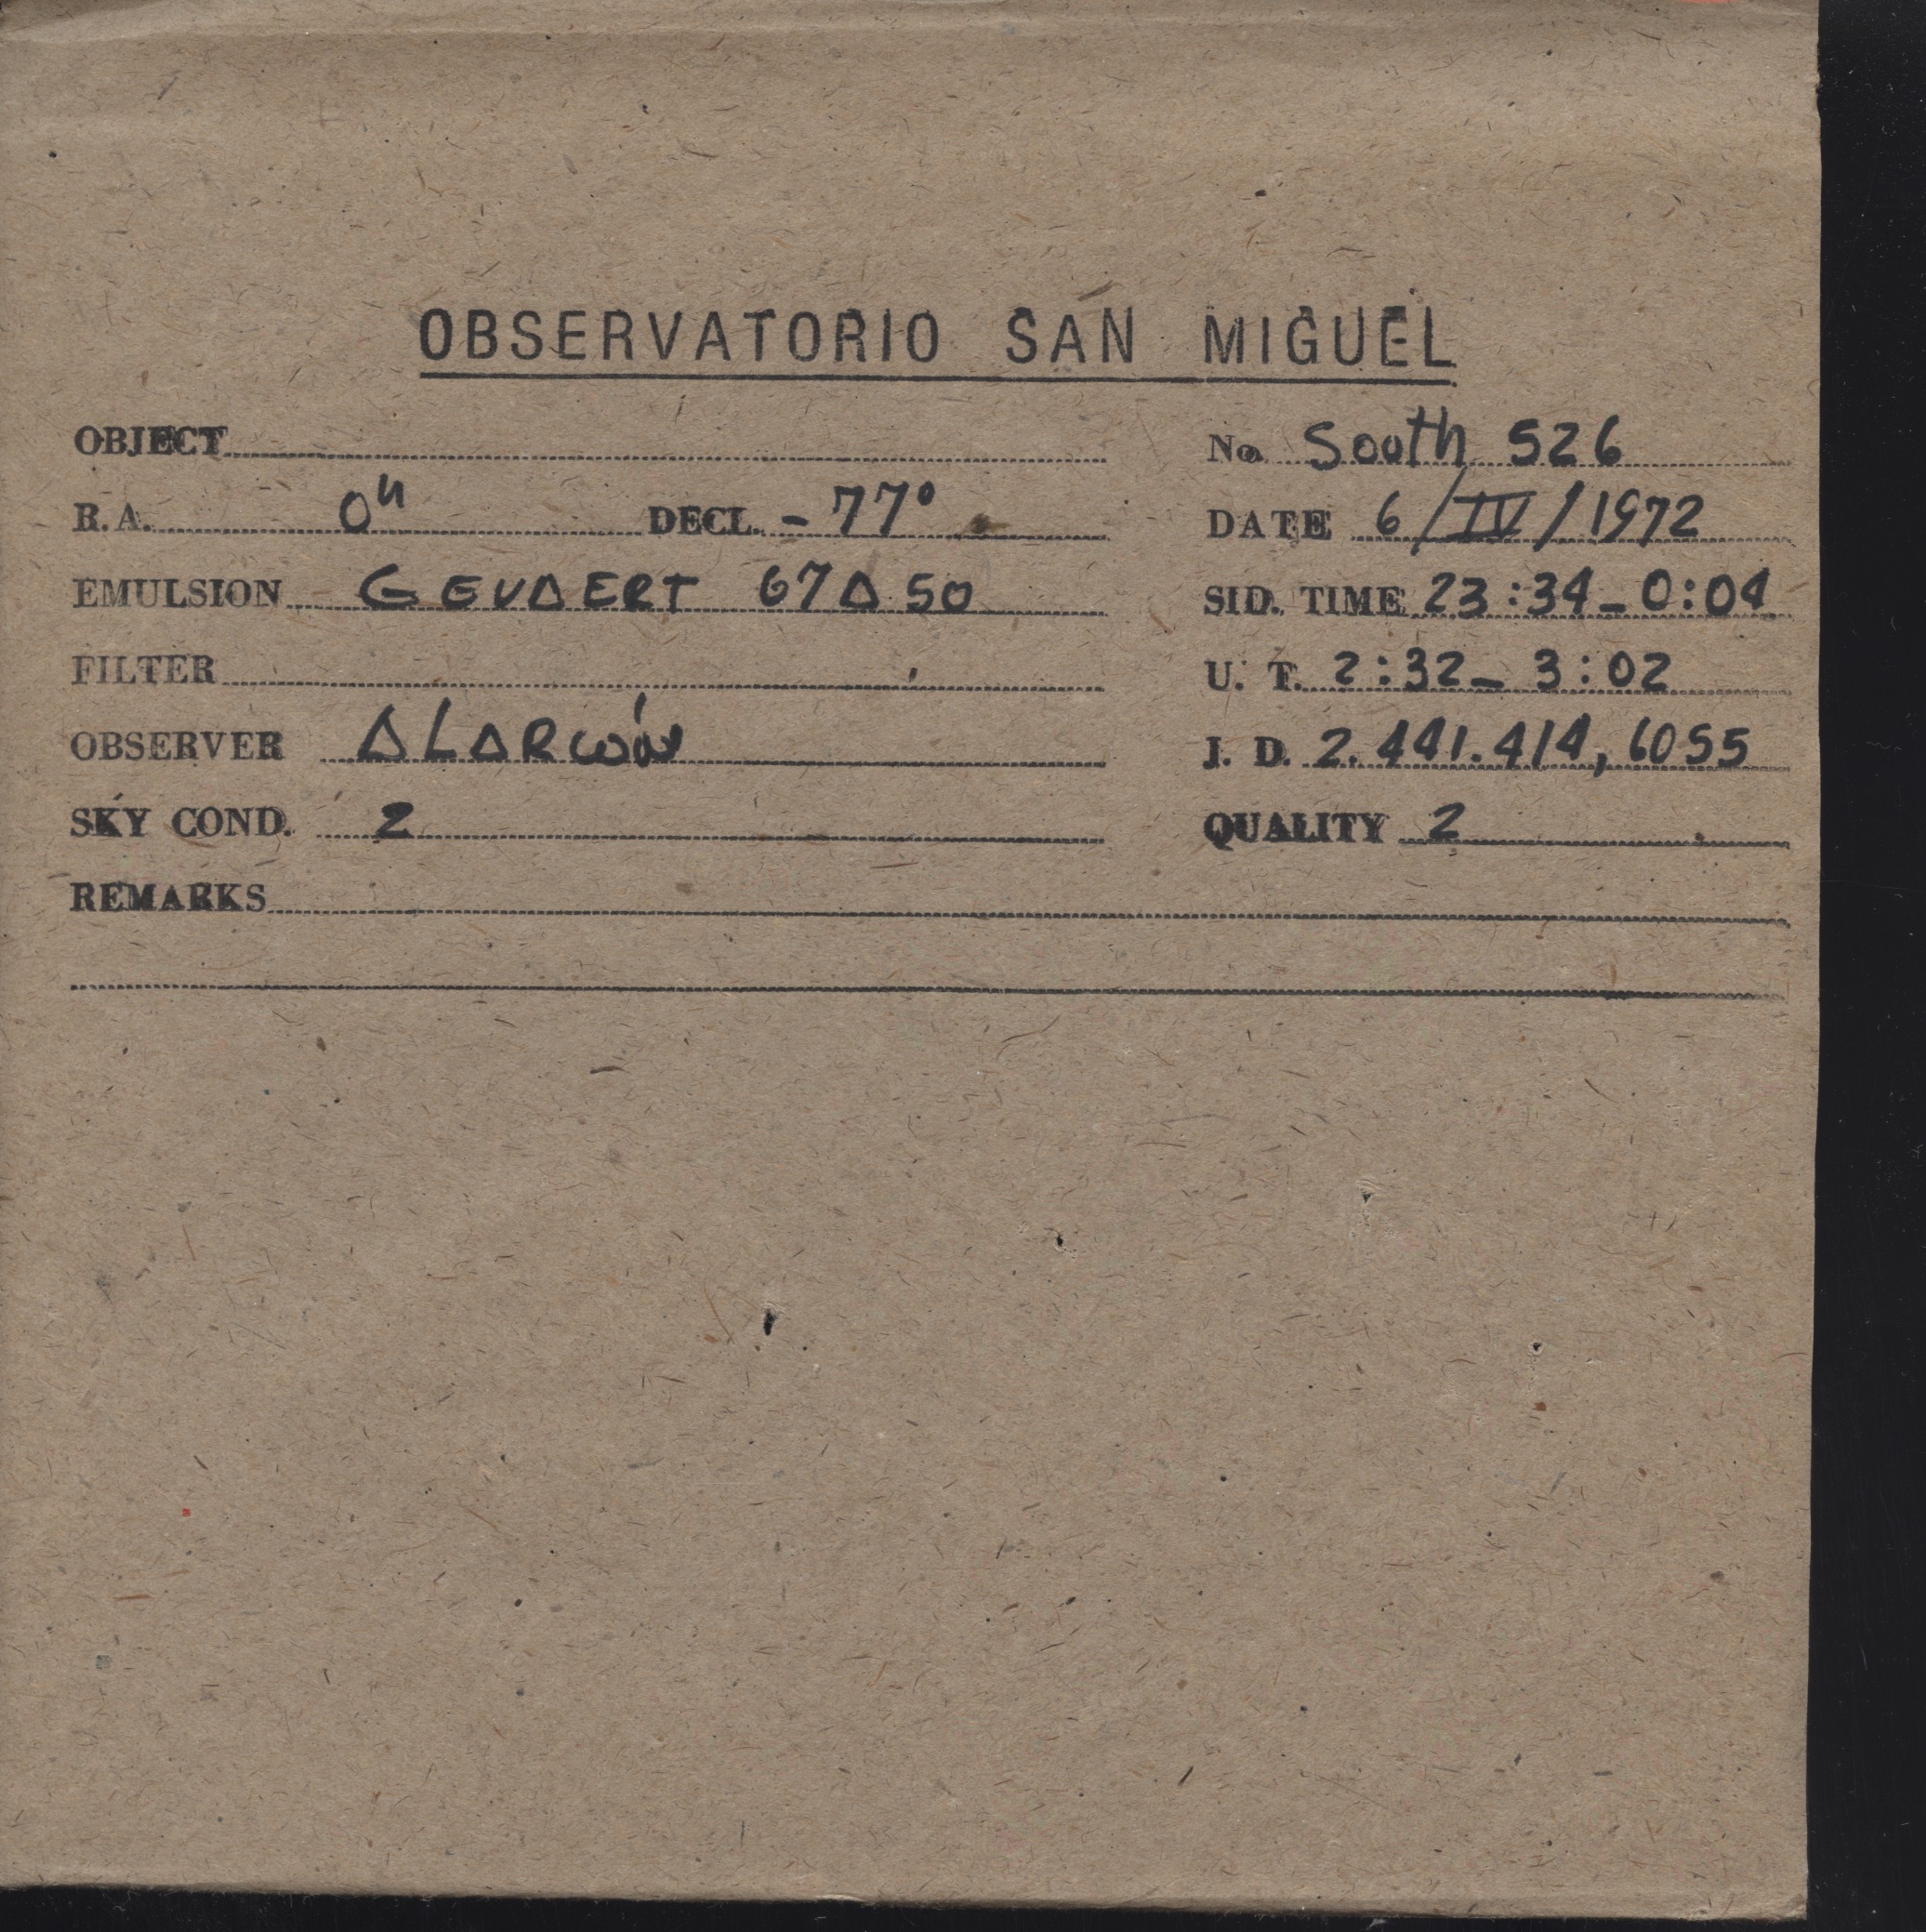 OBSERVATORIO SAN MIGUEL
OBJECT No. South 526
R.A. 0h DECL. -77° DATE 6/IV/1972
EMULSION GEVAERT 67A50 SID. TIME 23:34-0:04
FILTER U. T. 2:32-3:02
OBSERVER ALARCÓN J. D. 2.441.414,6055
SKY COND. 2 QUALITY 2
REMARKS